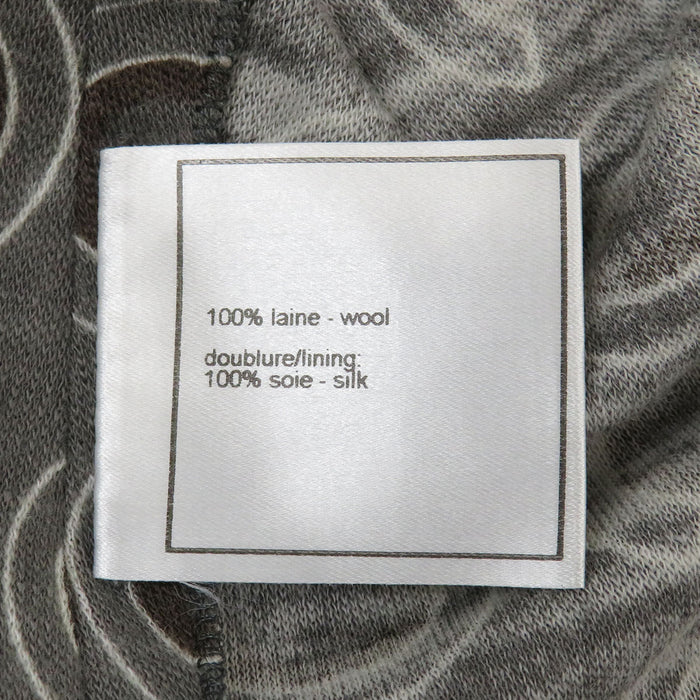 100% laine - wool
doublure/lining:
100% soie - silk